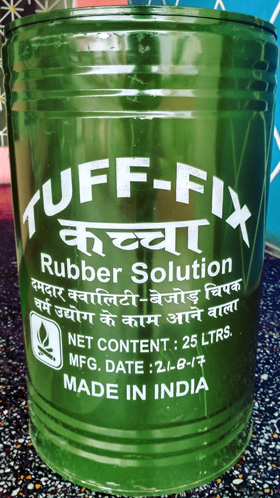 TUFF-FIX
कच्चा
Rubber Solution
दमदार क्वालिटी-बेजोड़ चिपक
चर्म उद्योग के काम आने वाला
NET CONTENT : 25 LTRS.
MFG. DATE : 21-8-17
MADE IN INDIA